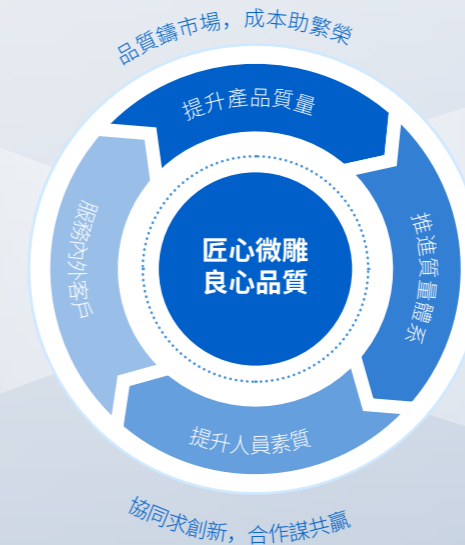 品質鑄市場，成本助繁榮
提升產品質量
推進質量體系
提升人員素質
服務內外客戶
匠心微雕
良心品質
協同求創新，合作謀共贏